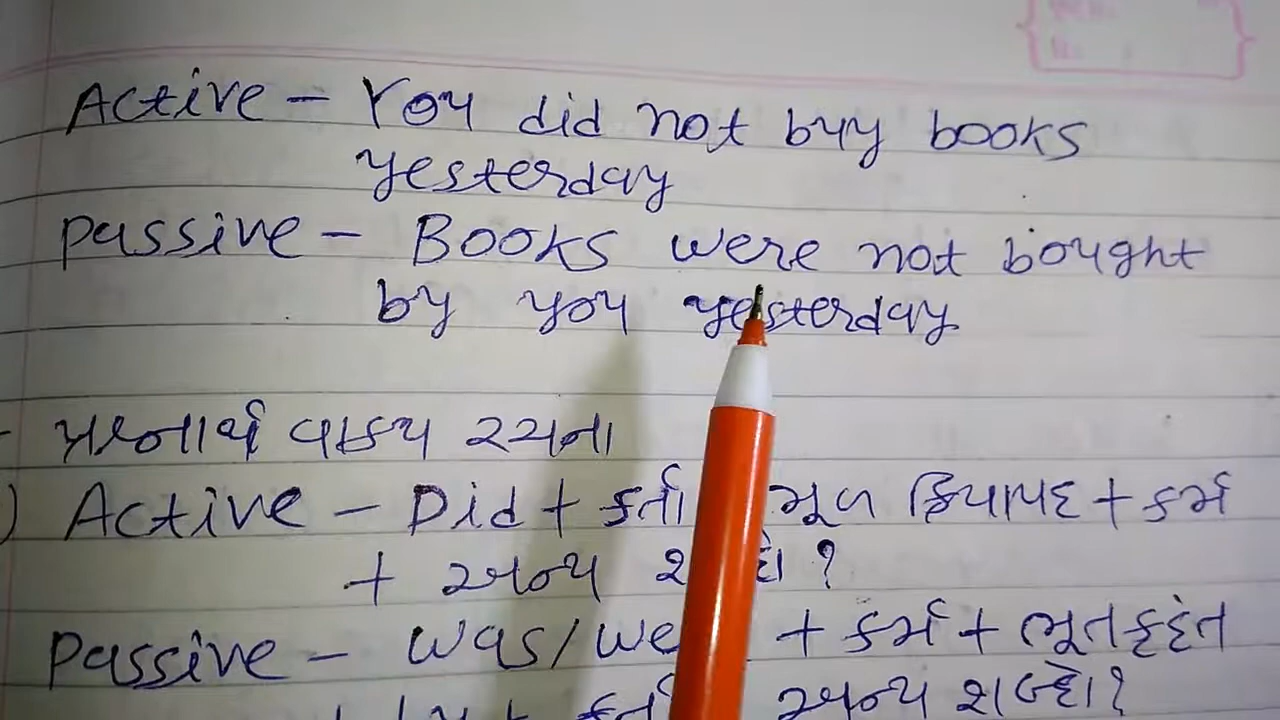 Active – You did not buy books
yesterday
passive – Books were not bought
by you yesterday
- પ્રશ્નાર્થ વાક્ય રચના
) Active – Did + કર્તા મૂળ ક્રિયાપદ + કર્મ
+ અન્ય ?
passive – was/we + કર્મ + ભૂતકૃદંત
+ અન્ય શબ્દો?